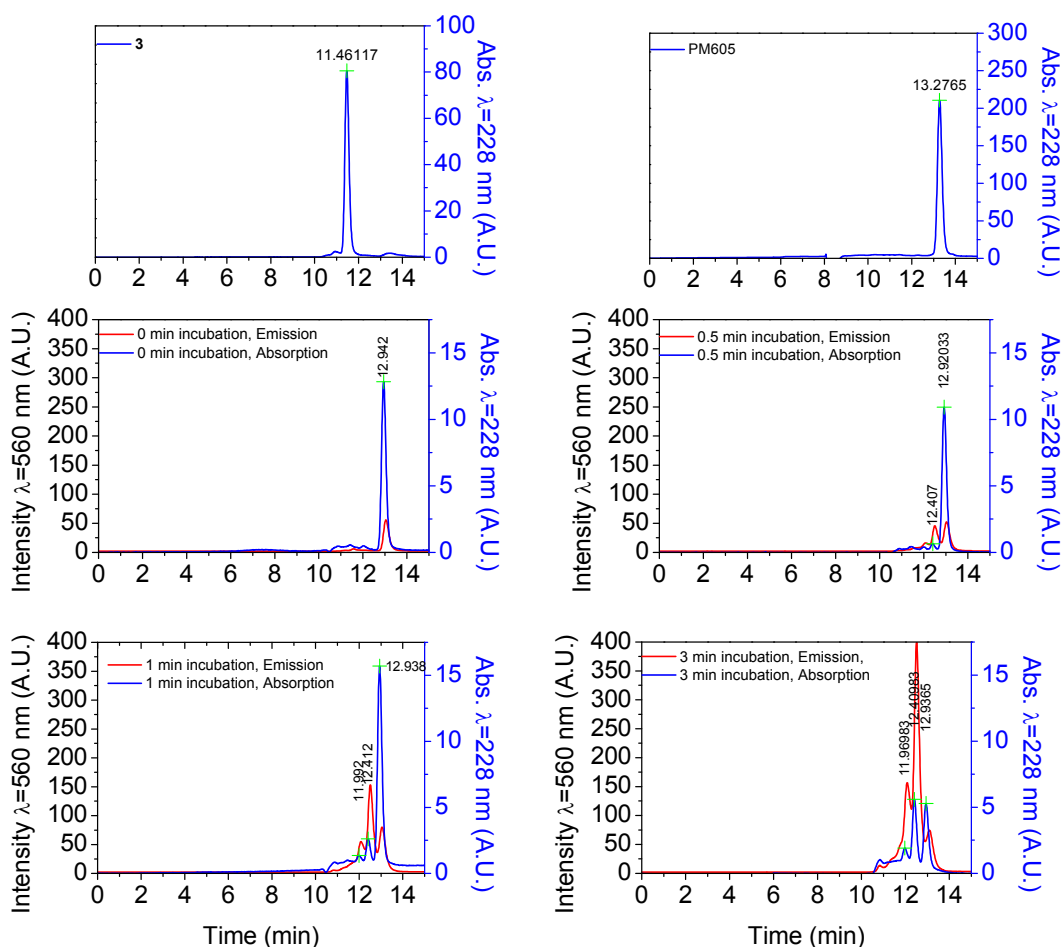 3
11.46117
100
80
60
40
20
0
0 2 4 6 8 10 12 14
Abs. λ=228 nm (A.U.)
PM605
13.2765
300
250
200
150
100
50
0
0 2 4 6 8 10 12 14
Abs. λ=228 nm (A.U.)
Intensity λ=560 nm (A.U.)
400
350
300
250
200
150
100
50
0
0 min incubation, Emission
0 min incubation, Absorption
12.942
15
10
5
0
0 2 4 6 8 10 12 14
Abs. λ=228 nm (A.U.)
Intensity λ=560 nm (A.U.)
400
350
300
250
200
150
100
50
0
0.5 min incubation, Emission
0.5 min incubation, Absorption
12.407
12.92033
15
10
5
0
0 2 4 6 8 10 12 14
Abs. λ=228 nm (A.U.)
Intensity λ=560 nm (A.U.)
400
350
300
250
200
150
100
50
0
1 min incubation, Emission
1 min incubation, Absorption
11.992
12.412
12.938
15
10
5
0
0 2 4 6 8 10 12 14
Time (min)
Abs. λ=228 nm (A.U.)
Intensity λ=560 nm (A.U.)
400
350
300
250
200
150
100
50
0
3 min incubation, Emission,
3 min incubation, Absorption
11.96983
12.40983
12.9365
15
10
5
0
0 2 4 6 8 10 12 14
Time (min)
Abs. λ=228 nm (A.U.)